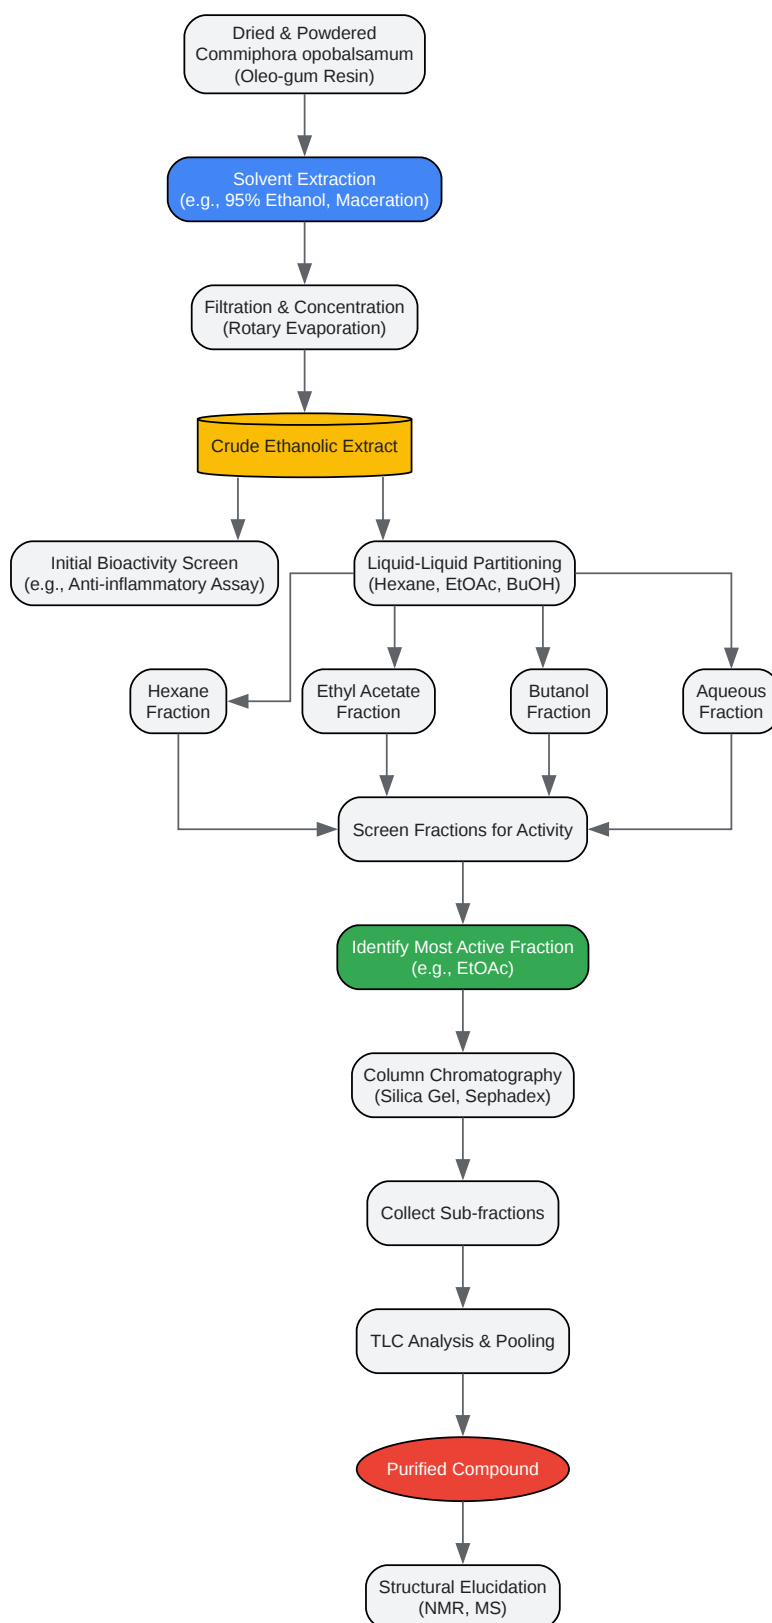 Dried & Powdered
Commiphora opobalsamum
(Oleo-gum Resin)
Solvent Extraction
(e.g., 95% Ethanol, Maceration)
Filtration & Concentration
(Rotary Evaporation)
Crude Ethanolic Extract
Initial Bioactivity Screen
(e.g., Anti-inflammatory Assay)
Liquid-Liquid Partitioning
(Hexane, EtOAc, BuOH)
Hexane
Fraction
Ethyl Acetate
Fraction
Butanol
Fraction
Aqueous
Fraction
Screen Fractions for Activity
Identify Most Active Fraction
(e.g., EtOAc)
Column Chromatography
(Silica Gel, Sephadex)
Collect Sub-fractions
TLC Analysis & Pooling
Purified Compound
Structural Elucidation
(NMR, MS)